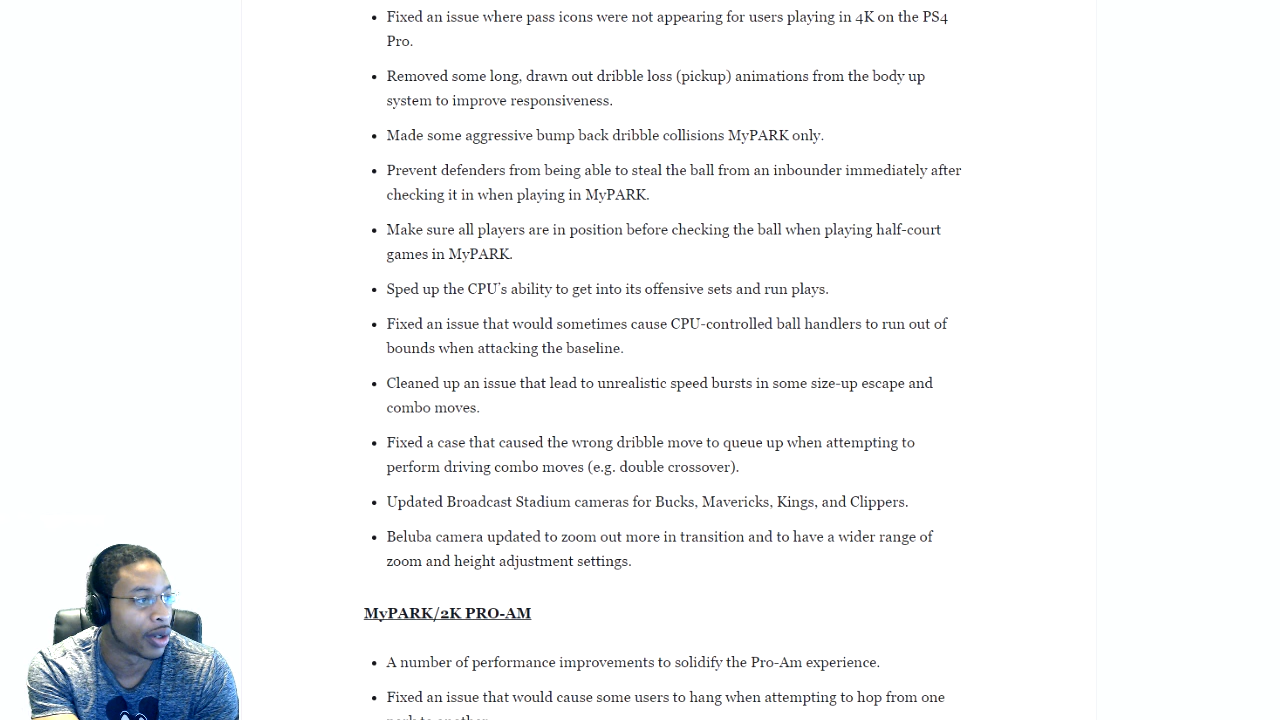 Fixed an issue where pass icons were not appearing for users playing in 4K on the PS4
Pro.
Removed some long, drawn out dribble loss (pickup) animations from the body up
system to improve responsiveness.
Made some aggressive bump back dribble collisions MyPARK only.
Prevent defenders from being able to steal the ball from an inbounder immediately after
checking it in when playing in MyPARK.
Make sure all players are in position before checking the ball when playing half-court
games in MyPARK.
Sped up the CPU's ability to get into its offensive sets and run plays.
Fixed an issue that would sometimes cause CPU-controlled ball handlers to run out of
bounds when attacking the baseline.
Cleaned up an issue that lead to unrealistic speed bursts in some size-up escape and
combo moves.
Fixed a case that caused the wrong dribble move to queue up when attempting to
perform driving combo moves (e.g. double crossover).
Updated Broadcast Stadium cameras for Bucks, Mavericks, Kings, and Clippers.
Beluba camera updated to zoom out more in transition and to have a wider range of
zoom and height adjustment settings.
MyPARK/2K PRO-AM
A number of performance improvements to solidify the Pro-Am experience.
Fixed an issue that would cause some users to hang when attempting to hop from one